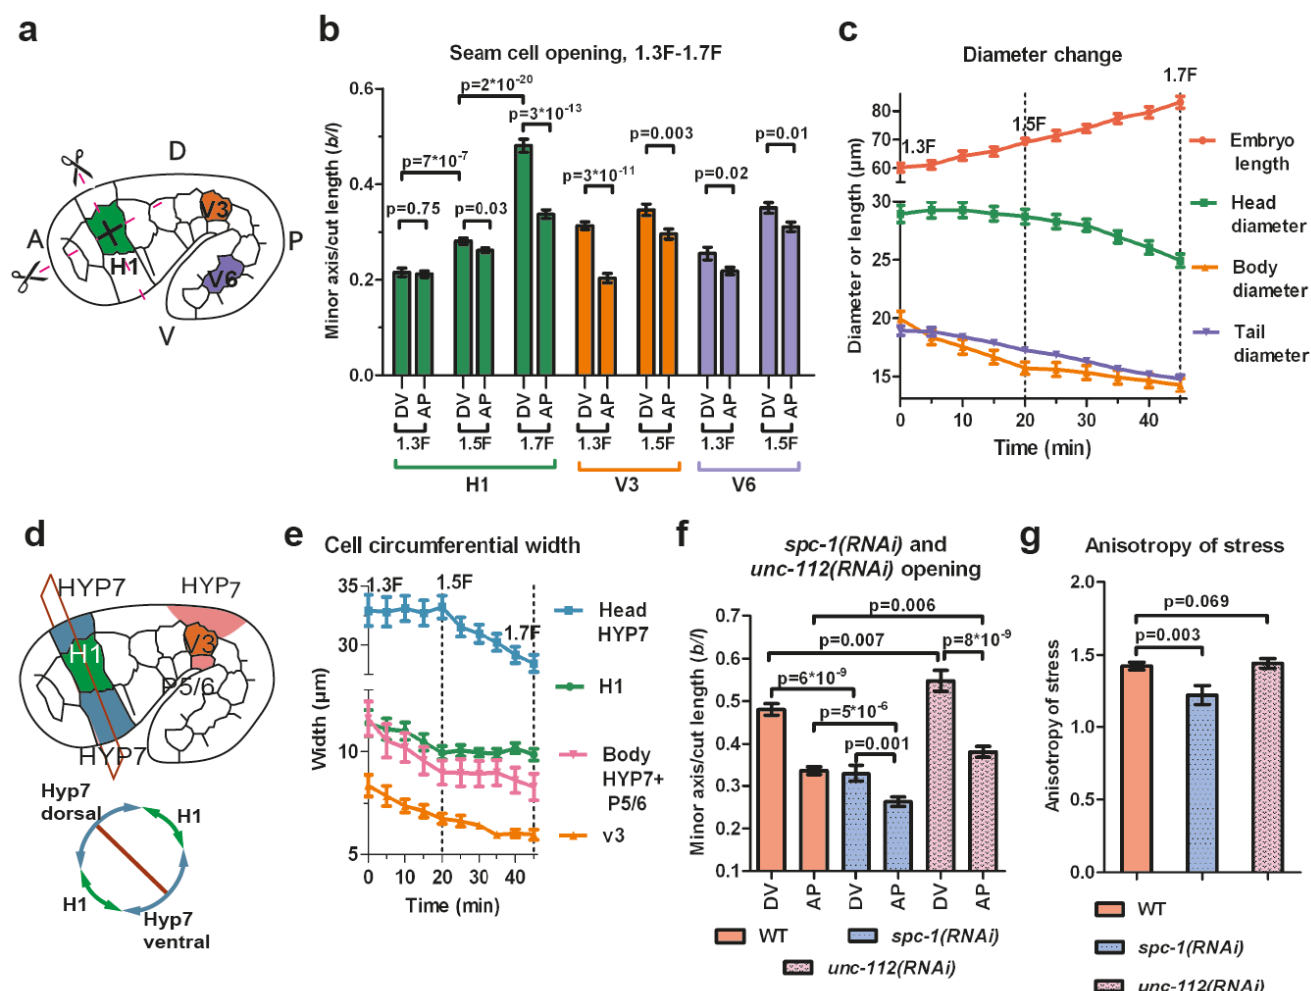 a
D
A
P
V
H1
V3
V6
b
Seam cell opening, 1.3F-1.7F
Minor axis/cut length (b/l)
0.6
0.4
0.2
0.0
p=2*10-20
p=3*10-13
p=7*10-7
p=0.75
p=0.03
p=3*10-11
p=0.003
p=0.02
p=0.01
DV AP DV AP DV AP DV AP DV AP DV AP DV AP
1.3F 1.5F 1.7F 1.3F 1.5F 1.3F 1.5F
H1 V3 V6
c
Diameter change
1.7F
1.5F
1.3F
Diameter or length (µm)
80
70
60
30
25
20
15
0 10 20 30 40
Time (min)
Embryo
length
Head
diameter
Body
diameter
Tail
diameter
d
HYP7
HYP7
H1
V3
P5/6
HYP7
Hyp7
dorsal
H1
H1
Hyp7
ventral
e
Cell circumferential width
1.3F
1.5F
1.7F
Width (µm)
35
30
10
5
0 10 20 30 40
Time (min)
Head
HYP7
H1
Body
HYP7+
P5/6
v3
f
spc-1(RNAi) and
unc-112(RNAi) opening
Minor axis/cut length (b/l)
0.7
0.6
0.5
0.4
0.3
0.2
0.1
p=0.006
p=0.007
p=8*10-9
p=6*10-9
p=5*10-6
p=0.001
DV AP DV AP DV AP
WT
spc-1(RNAi)
unc-112(RNAi)
g
Anisotropy of stress
Anisotropy of stress
2.0
1.5
1.0
0.5
0.0
p=0.069
p=0.003
WT
spc-1(RNAi)
unc-112(RNAi)